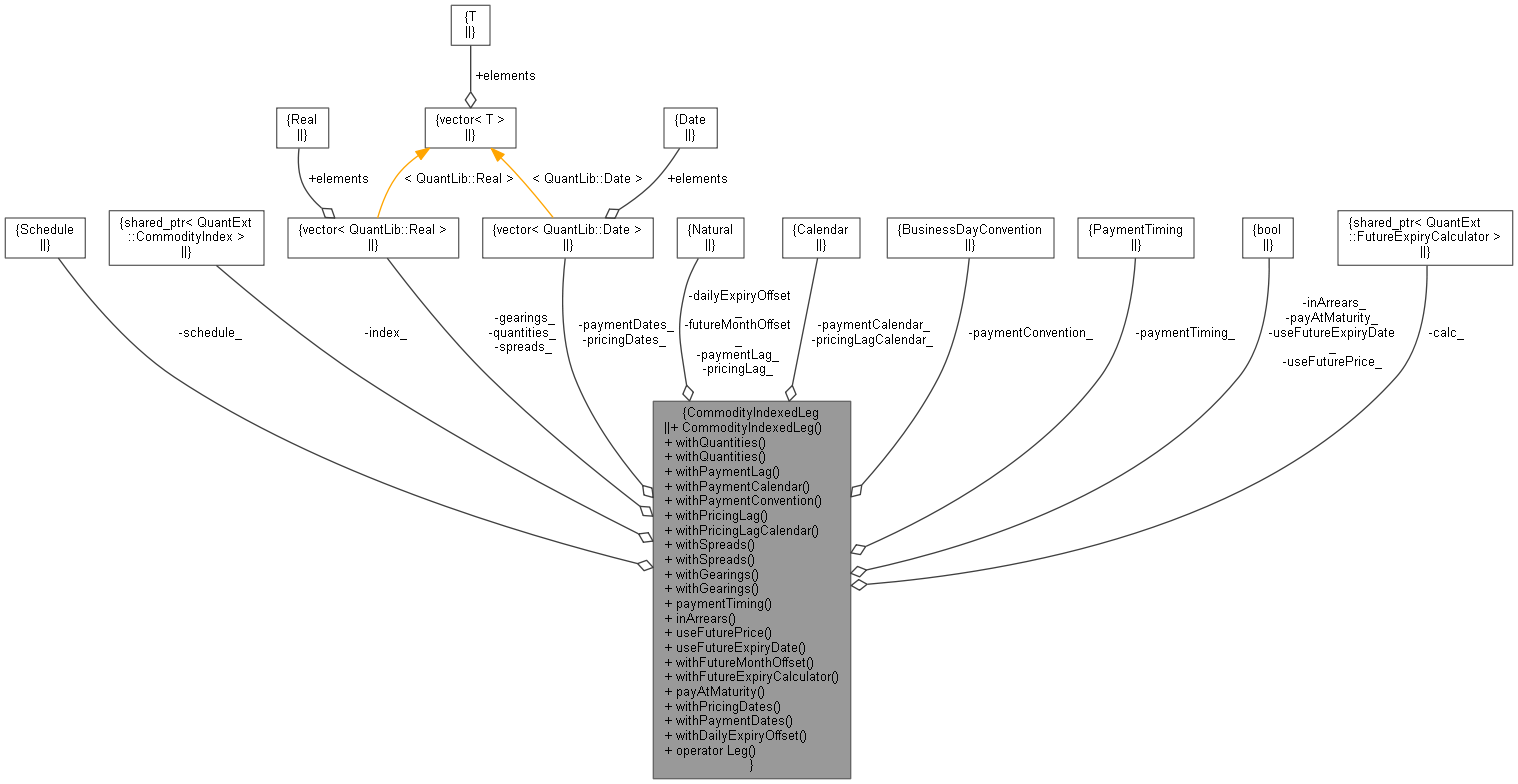 {T
||}
+elements
{Real
||}
{vector< T >
||}
{Date
||}
+elements
< QuantLib::Real >
< QuantLib::Date >
+elements
{Schedule
||}
{shared_ptr< QuantExt
::CommodityIndex >
||}
{vector< QuantLib::Real >
||}
{vector< QuantLib::Date >
||}
{Natural
||}
{Calendar
||}
{BusinessDayConvention
||}
{PaymentTiming
||}
{bool
||}
{shared_ptr< QuantExt
::FutureExpiryCalculator >
||}
-schedule_
-index_
-gearings_
-quantities_
-spreads_
-paymentDates_
-pricingDates_
-dailyExpiryOffset
_
-futureMonthOffset
_
-paymentLag_
-pricingLag_
-paymentCalendar_
-pricingLagCalendar_
-paymentConvention_
-paymentTiming_
-inArrears_
-payAtMaturity_
-useFutureExpiryDate
_
-useFuturePrice_
-calc_
{CommodityIndexedLeg
||+ CommodityIndexedLeg()
+ withQuantities()
+ withQuantities()
+ withPaymentLag()
+ withPaymentCalendar()
+ withPaymentConvention()
+ withPricingLag()
+ withPricingLagCalendar()
+ withSpreads()
+ withSpreads()
+ withGearings()
+ withGearings()
+ paymentTiming()
+ inArrears()
+ useFuturePrice()
+ useFutureExpiryDate()
+ withFutureMonthOffset()
+ withFutureExpiryCalculator()
+ payAtMaturity()
+ withPricingDates()
+ withPaymentDates()
+ withDailyExpiryOffset()
+ operator Leg()
}